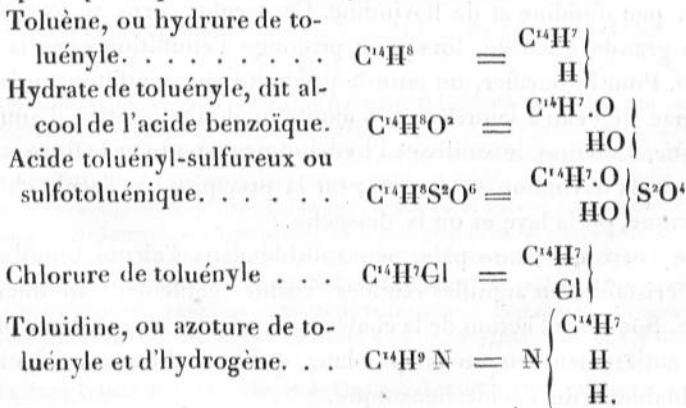 Toluène, ou hydrure de to-
luényle. . . . . . . . . C¹⁴H⁸ = C¹⁴H⁷ }
H
Hydrate de toluényle, dit al-
cool de l'acide benzoïque. C¹⁴H⁸O² = C¹⁴H⁷.O }
HO
Acide toluényl-sulfureux ou
sulfotoluénique. . . . . C¹⁴H⁸S²O⁶ = C¹⁴H⁷.O } S²O⁴
HO
Chlorure de toluényle . . . C¹⁴H⁷Cl = C¹⁴H⁷ }
Cl
Toluidine, ou azoture de to-
luényle et d'hydrogène. . . C¹⁴H⁹ N = N { C¹⁴H⁷
H
H.